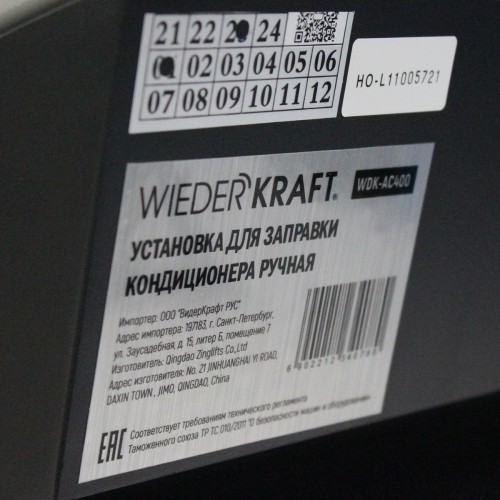 21 22 24
02 03 04 05 06
07 08 09 10 11 12
HO-L11005721
WIEDERKRAFT®
WDK-AC400
УСТАНОВКА ДЛЯ ЗАПРАВКИ
КОНДИЦИОНЕРА РУЧНАЯ
Импортер: ООО "ВидерКрафт РУС"
Адрес импортера: 197183, г. Санкт-Петербург,
ул. Заусадебная, д. 15, литер Б, помещение 7
Изготовитель: Qingdao Zinglifts Co.,Ltd
Адрес изготовителя: No. 21 JINHUANGHAI YI ROAD,
DAXIN TOWN , JIMO, QINGDAO, China
EAC
Соответствует требованиям технического регламента
Таможенного союза ТР ТС 010/2011 "О безопасности машин и оборудования"